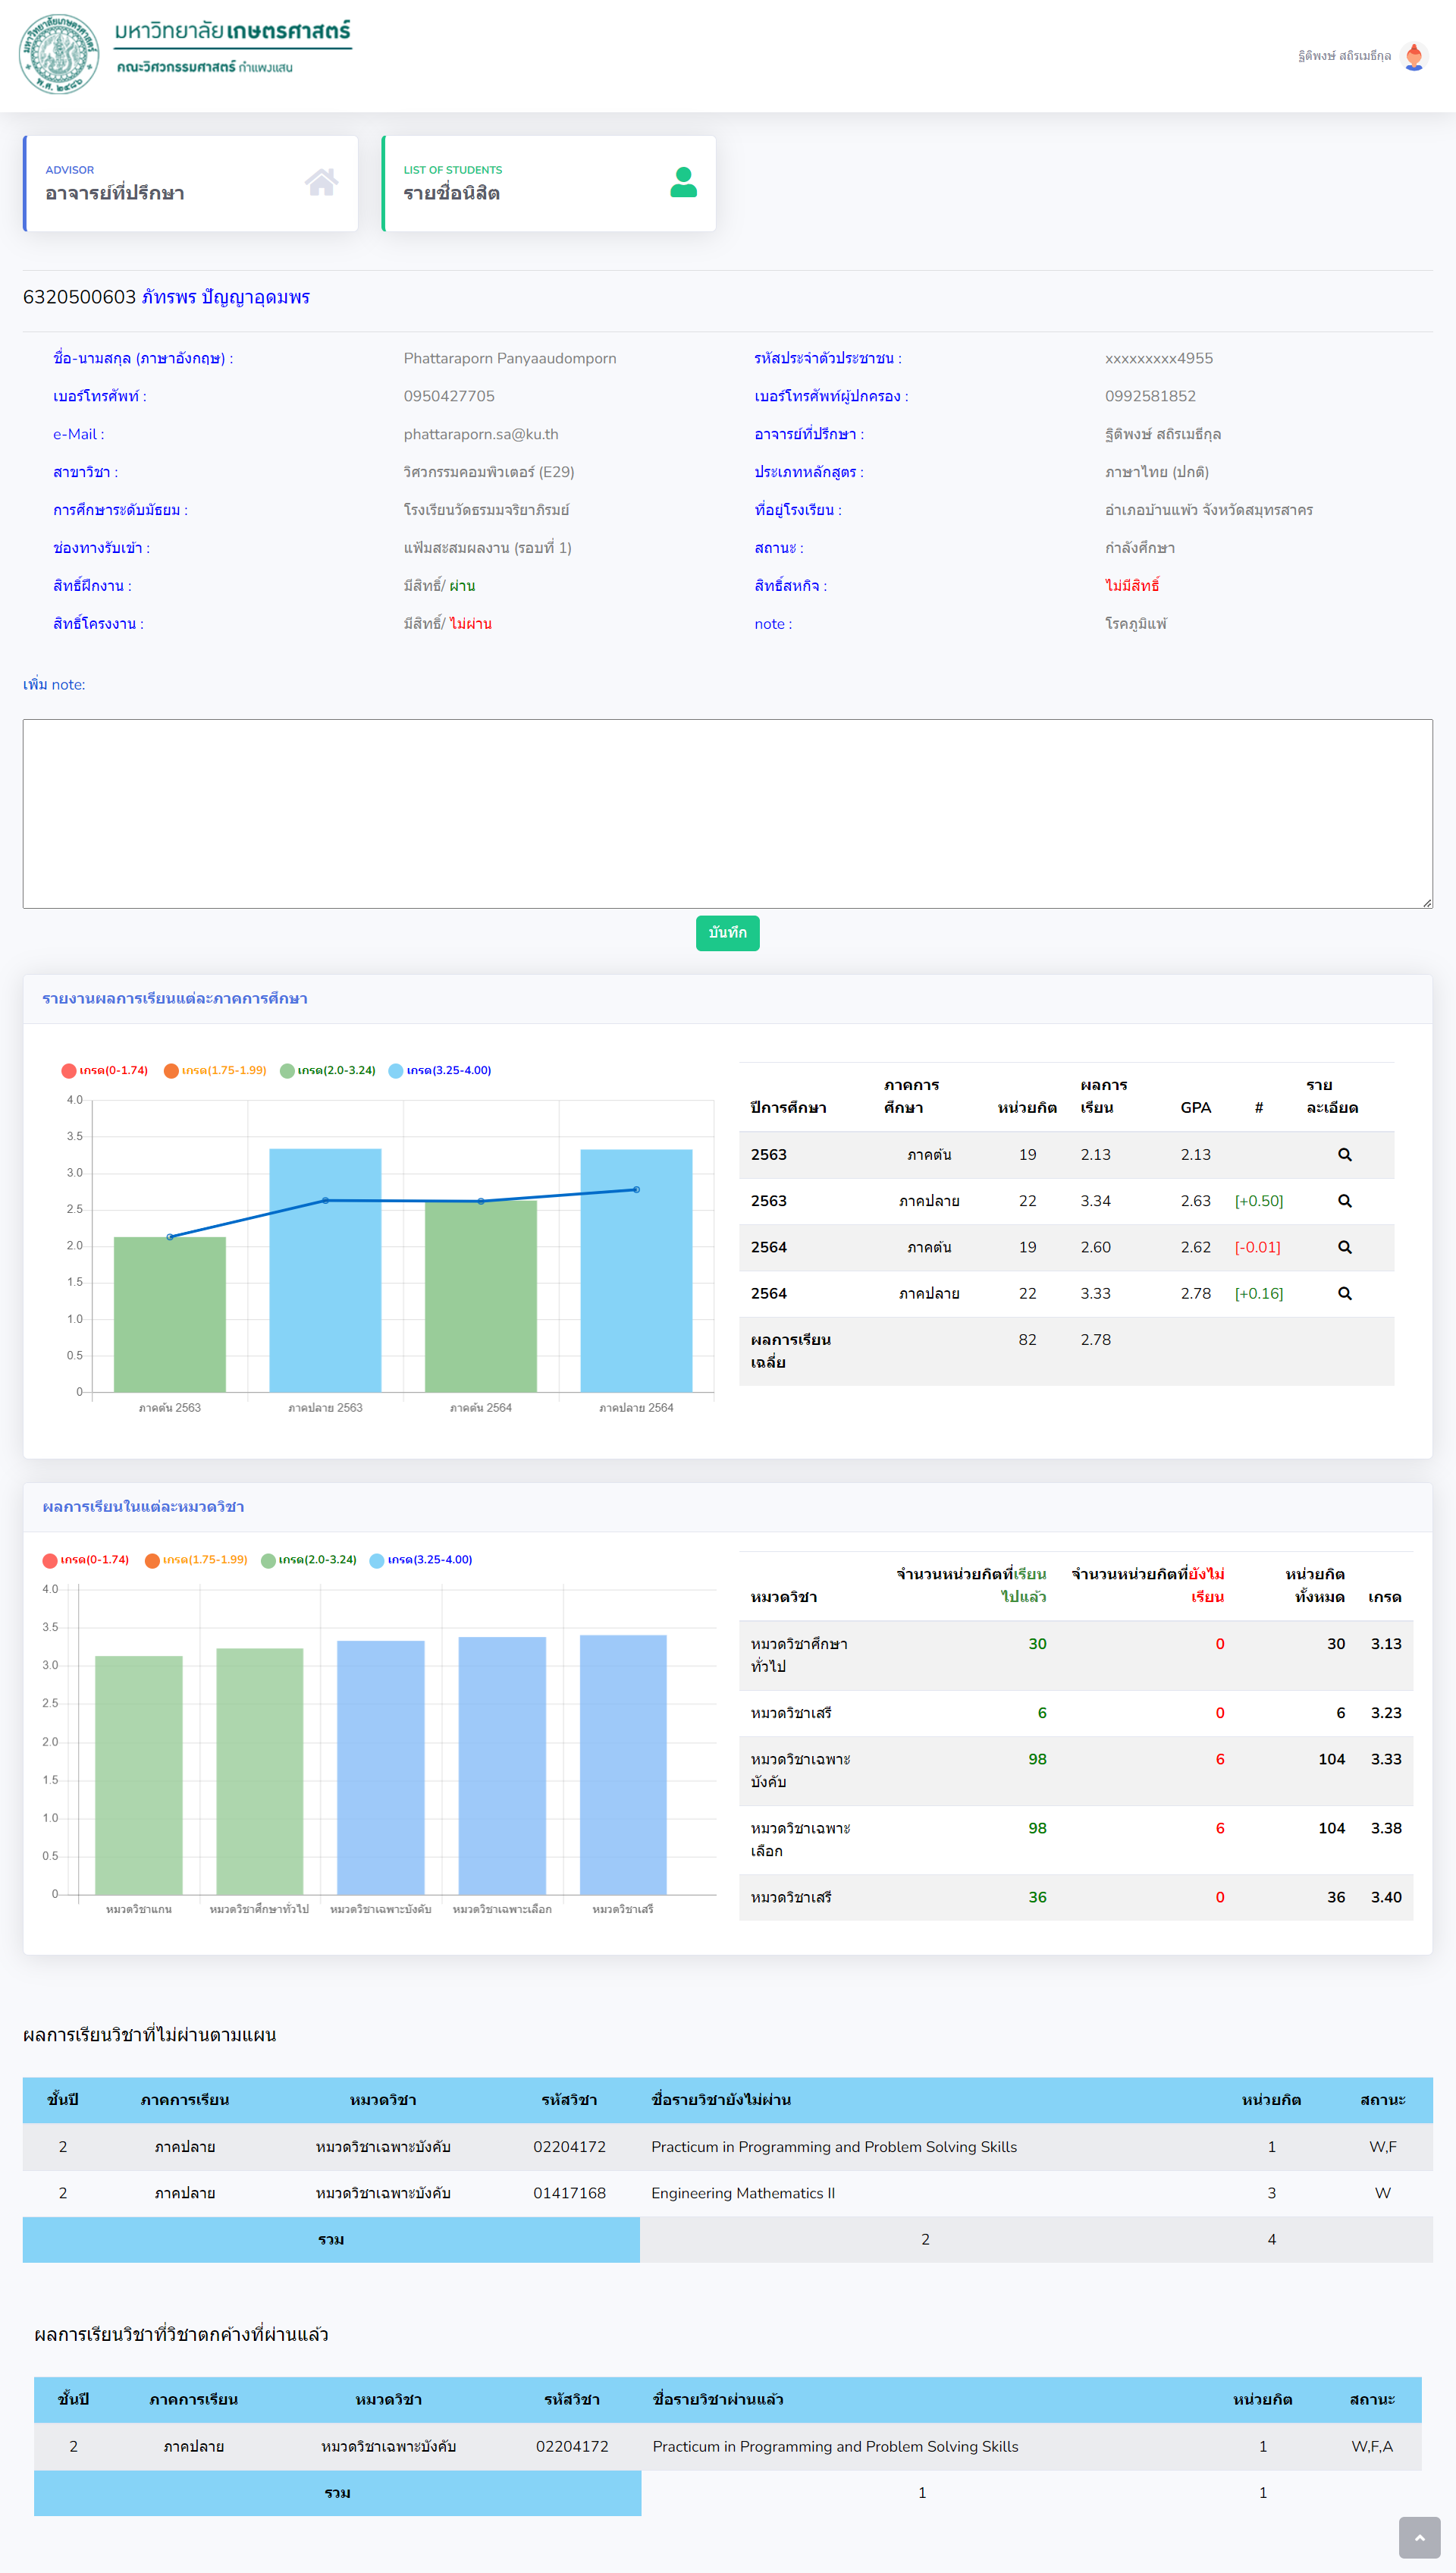 มหาวิทยาลัยเกษตรศาสตร์
คณะวิศวกรรมศาสตร์ กำแพงแสน
มหาวิทยาลัยเกษตรศาสตร์
พ.ศ. ๒๔๘๖
ฐิติพงษ์ สถิรเมธีกุล
ADVISOR
อาจารย์ที่ปรึกษา
LIST OF STUDENTS
รายชื่อนิสิต
6320500603 ภัทรพร ปัญญาอุดมพร
ชื่อ-นามสกุล (ภาษาอังกฤษ) : Phattaraporn Panyaaudomporn รหัสประจำตัวประชาชน : xxxxxxxxx4955
เบอร์โทรศัพท์ : 0950427705 เบอร์โทรศัพท์ผู้ปกครอง : 0992581852
e-Mail : phattaraporn.sa@ku.th อาจารย์ที่ปรึกษา : ฐิติพงษ์ สถิรเมธีกุล
สาขาวิชา : วิศวกรรมคอมพิวเตอร์ (E29) ประเภทหลักสูตร : ภาษาไทย (ปกติ)
การศึกษาระดับมัธยม : โรงเรียนวัดธรรมจริยาภิรมย์ ที่อยู่โรงเรียน : อำเภอบ้านแพ้ว จังหวัดสมุทรสาคร
ช่องทางรับเข้า : แฟ้มสะสมผลงาน (รอบที่ 1) สถานะ : กำลังศึกษา
สิทธิ์ฝึกงาน : มีสิทธิ์/ ผ่าน สิทธิ์สหกิจ : ไม่มีสิทธิ์
สิทธิ์โครงงาน : มีสิทธิ์/ ไม่ผ่าน note : โรคภูมิแพ้
เพิ่ม note:
บันทึก
รายงานผลการเรียนแต่ละภาคการศึกษา
เกรด(0-1.74) เกรด(1.75-1.99) เกรด(2.0-3.24) เกรด(3.25-4.00)
4.0
3.5
3.0
2.5
2.0
1.5
1.0
0.5
0
ภาคต้น 2563 ภาคปลาย 2563 ภาคต้น 2564 ภาคปลาย 2564
ปีการศึกษา ภาคการศึกษา หน่วยกิต ผลการเรียน GPA # รายละเอียด
2563 ภาคต้น 19 2.13 2.13
2563 ภาคปลาย 22 3.34 2.63 [+0.50]
2564 ภาคต้น 19 2.60 2.62 [-0.01]
2564 ภาคปลาย 22 3.33 2.78 [+0.16]
ผลการเรียน 82 2.78
เฉลี่ย
ผลการเรียนในแต่ละหมวดวิชา
เกรด(0-1.74) เกรด(1.75-1.99) เกรด(2.0-3.24) เกรด(3.25-4.00)
4.0
3.5
3.0
2.5
2.0
1.5
1.0
0.5
0
หมวดวิชาแกน หมวดวิชาศึกษาทั่วไป หมวดวิชาเฉพาะบังคับ หมวดวิชาเฉพาะเลือก หมวดวิชาเสรี
หมวดวิชา จำนวนหน่วยกิตที่เรียนไปแล้ว จำนวนหน่วยกิตที่ยังไม่เรียน หน่วยกิตทั้งหมด เกรด
หมวดวิชาศึกษา 30 0 30 3.13
ทั่วไป
หมวดวิชาเสรี 6 0 6 3.23
หมวดวิชาเฉพาะ 98 6 104 3.33
บังคับ
หมวดวิชาเฉพาะ 98 6 104 3.38
เลือก
หมวดวิชาเสรี 36 0 36 3.40
ผลการเรียนวิชาที่ไม่ผ่านตามแผน
ชั้นปี ภาคการเรียน หมวดวิชา รหัสวิชา ชื่อรายวิชายังไม่ผ่าน หน่วยกิต สถานะ
2 ภาคปลาย หมวดวิชาเฉพาะบังคับ 02204172 Practicum in Programming and Problem Solving Skills 1 W,F
2 ภาคปลาย หมวดวิชาเฉพาะบังคับ 01417168 Engineering Mathematics II 3 W
รวม 2 4
ผลการเรียนวิชาที่วิชาตกค้างที่ผ่านแล้ว
ชั้นปี ภาคการเรียน หมวดวิชา รหัสวิชา ชื่อรายวิชาผ่านแล้ว หน่วยกิต สถานะ
2 ภาคปลาย หมวดวิชาเฉพาะบังคับ 02204172 Practicum in Programming and Problem Solving Skills 1 W,F,A
รวม 1 1